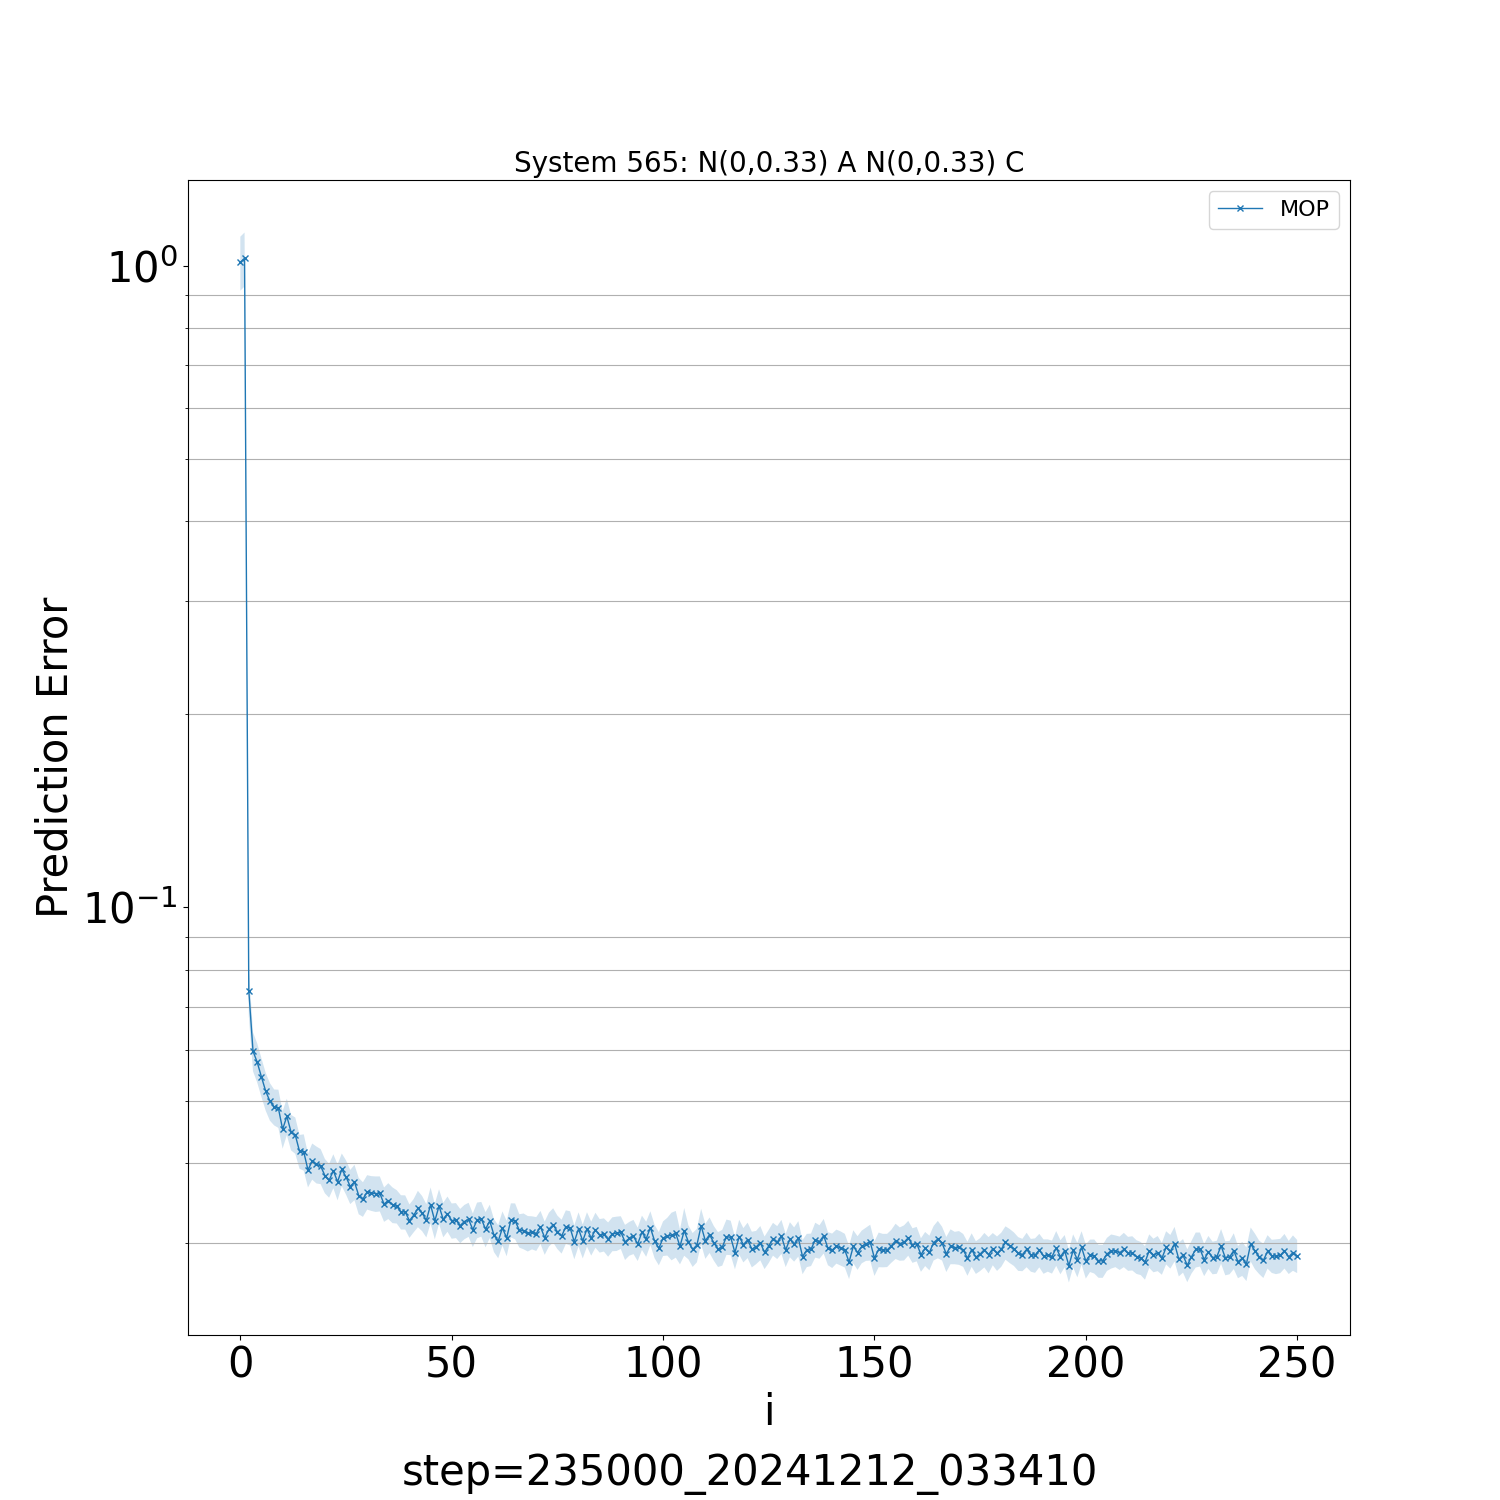 System 565: N(0,0.33) A N(0,0.33) C
MOP
10⁰
10⁻¹
Prediction Error
0 50 100 150 200 250
i
step=235000_20241212_033410